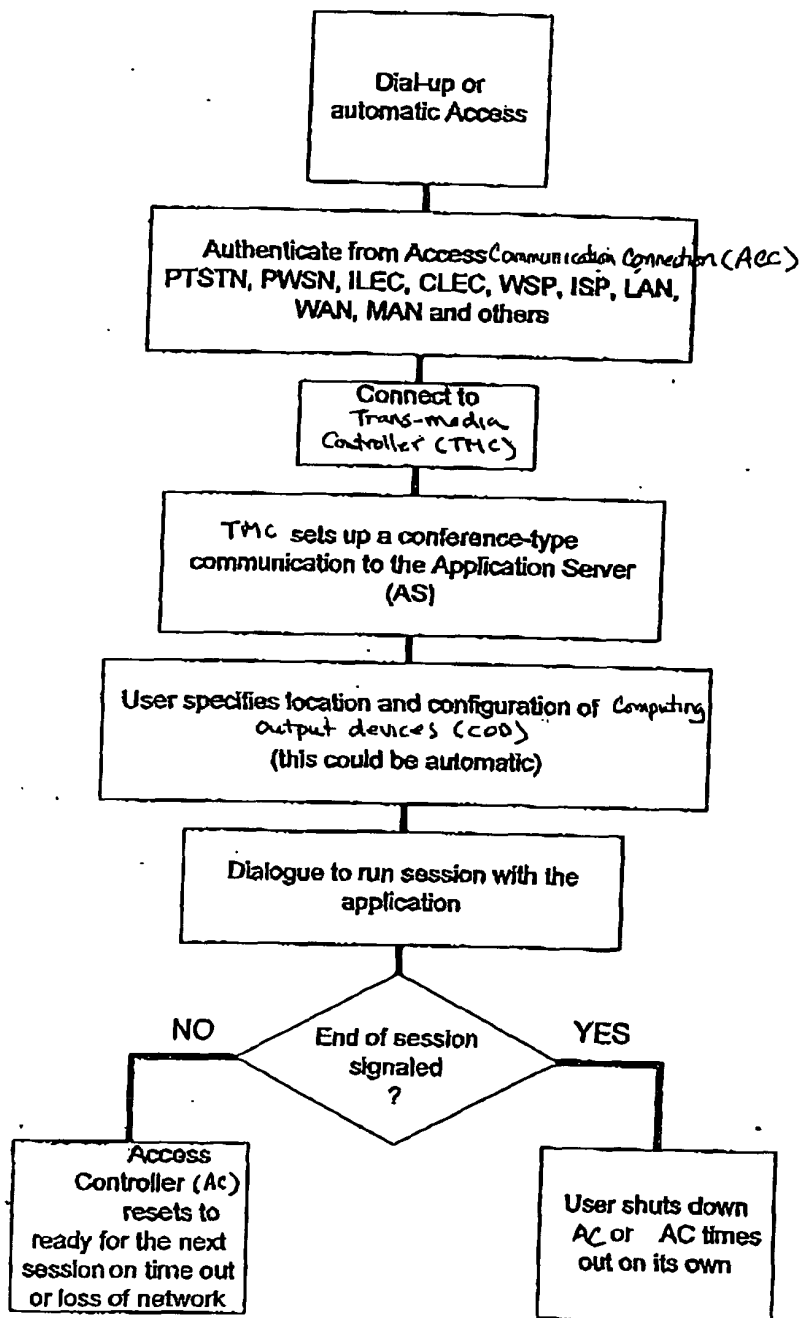 Dial-up or
automatic Access
Authenticate from Access Communication Connection (ACC)
PTSTN, PWSN, ILEC, CLEC, WSP, ISP, LAN,
WAN, MAN and others
Connect to
Trans-media
Controller (TMC)
TMC sets up a conference-type
communication to the Application Server
(AS)
User specifies location and configuration of Computing
output devices (COD)
(this could be automatic)
Dialogue to run session with the
application
End of session
signaled
?
NO
YES
Access
Controller (AC)
resets to
ready for the next
session on time out
or loss of network
User shuts down
AC or AC times
out on its own